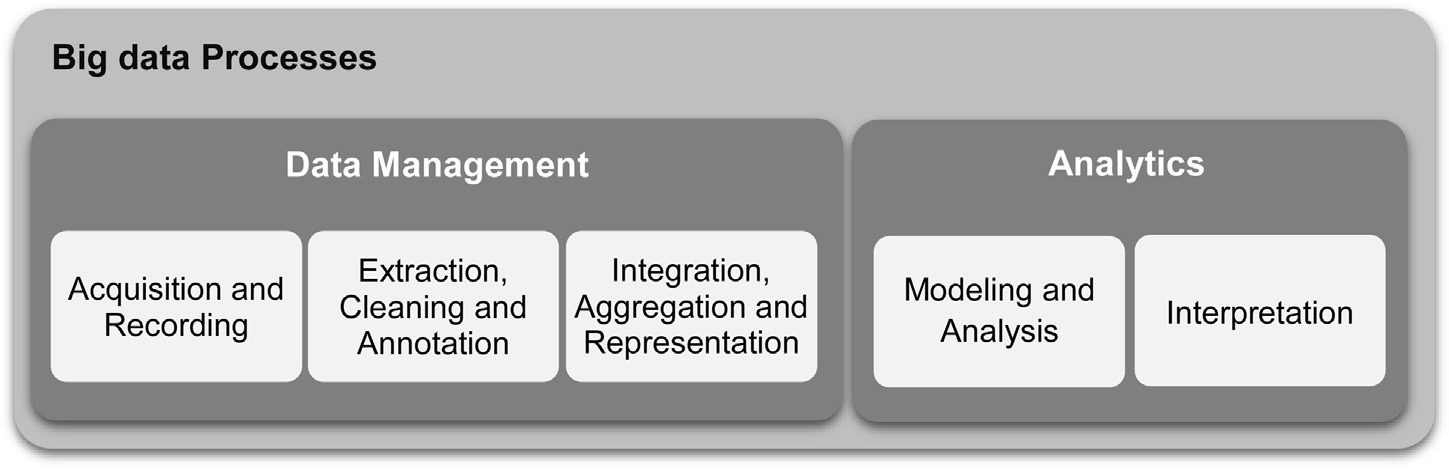 Big data Processes
Data Management
Acquisition and
Recording
Extraction,
Cleaning and
Annotation
Integration,
Aggregation and
Representation
Analytics
Modeling and
Analysis
Interpretation